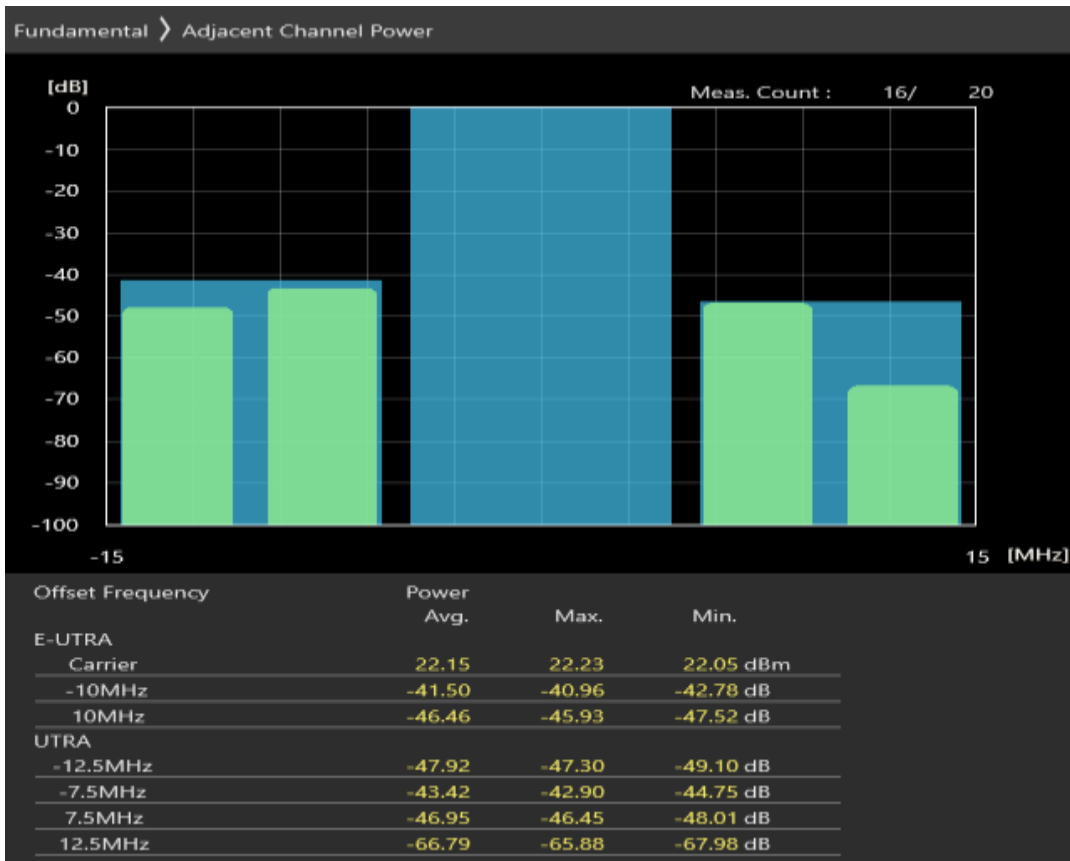 Fundamental ❯ Adjacent Channel Power
[dB]
Meas. Count : 16/ 20
0
-10
-20
-30
-40
-50
-60
-70
-80
-90
-100
-15 15 [MHz]
Offset Frequency Power
Avg. Max. Min.
E-UTRA
Carrier 22.15 22.23 22.05 dBm
-10MHz -41.50 -40.96 -42.78 dB
10MHz -46.46 -45.93 -47.52 dB
UTRA
-12.5MHz -47.92 -47.30 -49.10 dB
-7.5MHz -43.42 -42.90 -44.75 dB
7.5MHz -46.95 -46.45 -48.01 dB
12.5MHz -66.79 -65.88 -67.98 dB